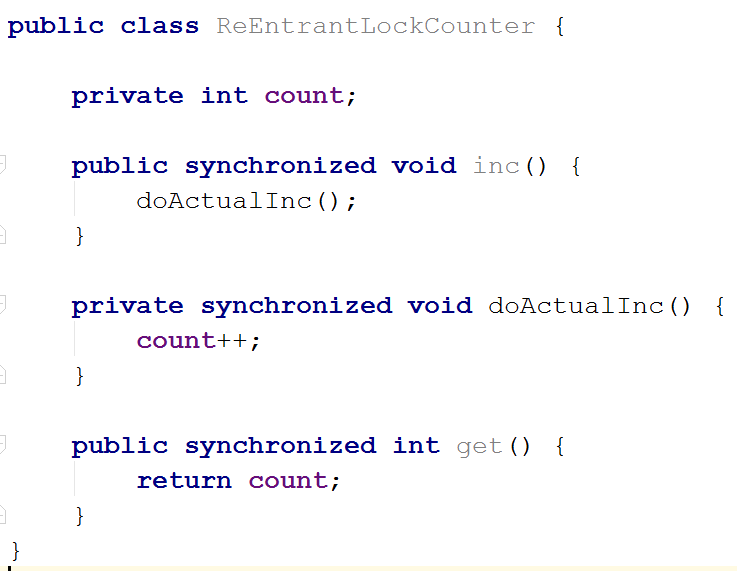 public class ReEntrantLockCounter {
private int count;
public synchronized void inc() {
doActualInc();
}
private synchronized void doActualInc() {
count++;
}
public synchronized int get() {
return count;
}
}